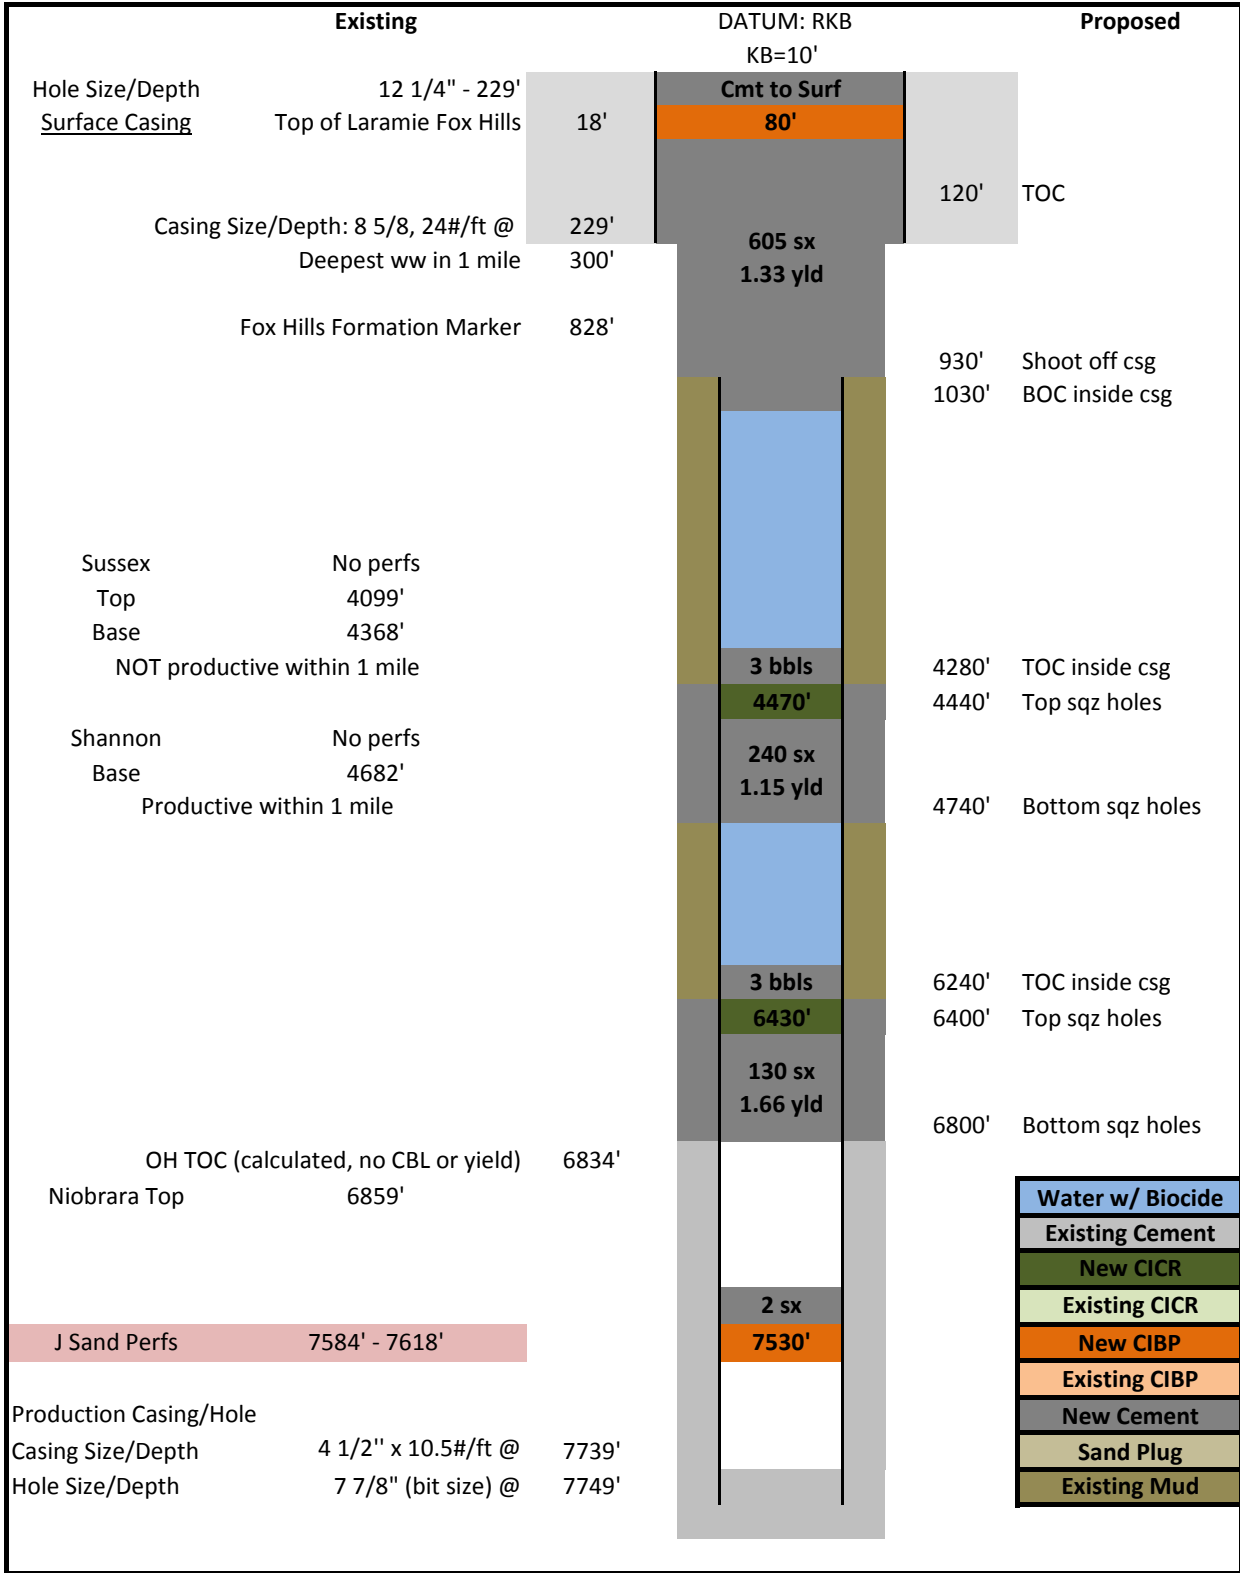 Existing DATUM: RKB Proposed
KB=10'
Hole Size/Depth 12 1/4" - 229' Cmt to Surf
Surface Casing Top of Laramie Fox Hills 18' 80'
120' TOC
Casing Size/Depth: 8 5/8, 24#/ft @ 229'
605 sx
Deepest ww in 1 mile 300'
1.33 yld
Fox Hills Formation Marker 828'
930' Shoot off csg
1030' BOC inside csg
Sussex No perfs
Top 4099'
Base 4368'
NOT productive within 1 mile 3 bbls 4280' TOC inside csg
4470' 4440' Top sqz holes
Shannon No perfs
240 sx
Base 4682'
1.15 yld
Productive within 1 mile 4740' Bottom sqz holes
3 bbls 6240' TOC inside csg
6430' 6400' Top sqz holes
130 sx
1.66 yld
6800' Bottom sqz holes
OH TOC (calculated, no CBL or yield) 6834'
Niobrara Top 6859' Water w/ Biocide
Existing Cement
New CICR
2 sx Existing CICR
J Sand Perfs 7584' - 7618' 7530' New CIBP
Existing CIBP
Production Casing/Hole New Cement
Casing Size/Depth 4 1/2'' x 10.5#/ft @ 7739' Sand Plug
Hole Size/Depth 7 7/8" (bit size) @ 7749' Existing Mud